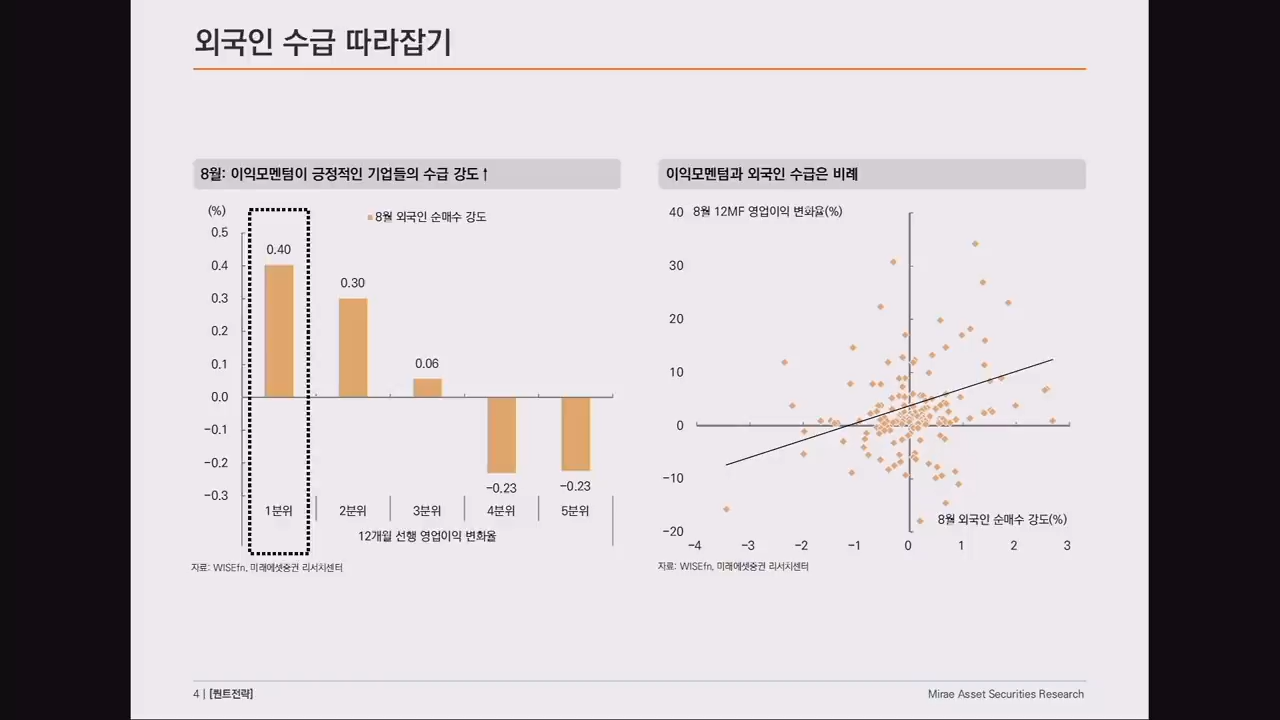 외국인 수급 따라잡기
8월: 이익모멘텀이 긍정적인 기업들의 수급 강도↑
(%)
8월 외국인 순매수 강도
0.5
0.4
0.3
0.2
0.1
0.0
−0.1
−0.2
−0.3
0.40
0.30
0.06
−0.23
−0.23
1분위 2분위 3분위 4분위 5분위
12개월 선행 영업이익 변화율
자료: WISEfn, 미래에셋증권 리서치센터
이익모멘텀과 외국인 수급은 비례
8월 12MF 영업이익 변화율(%)
40
30
20
10
0
−10
−20
8월 외국인 순매수 강도(%)
−4 −3 −2 −1 0 1 2 3
자료: WISEfn, 미래에셋증권 리서치센터
4 | [퀀트전략]
Mirae Asset Securities Research